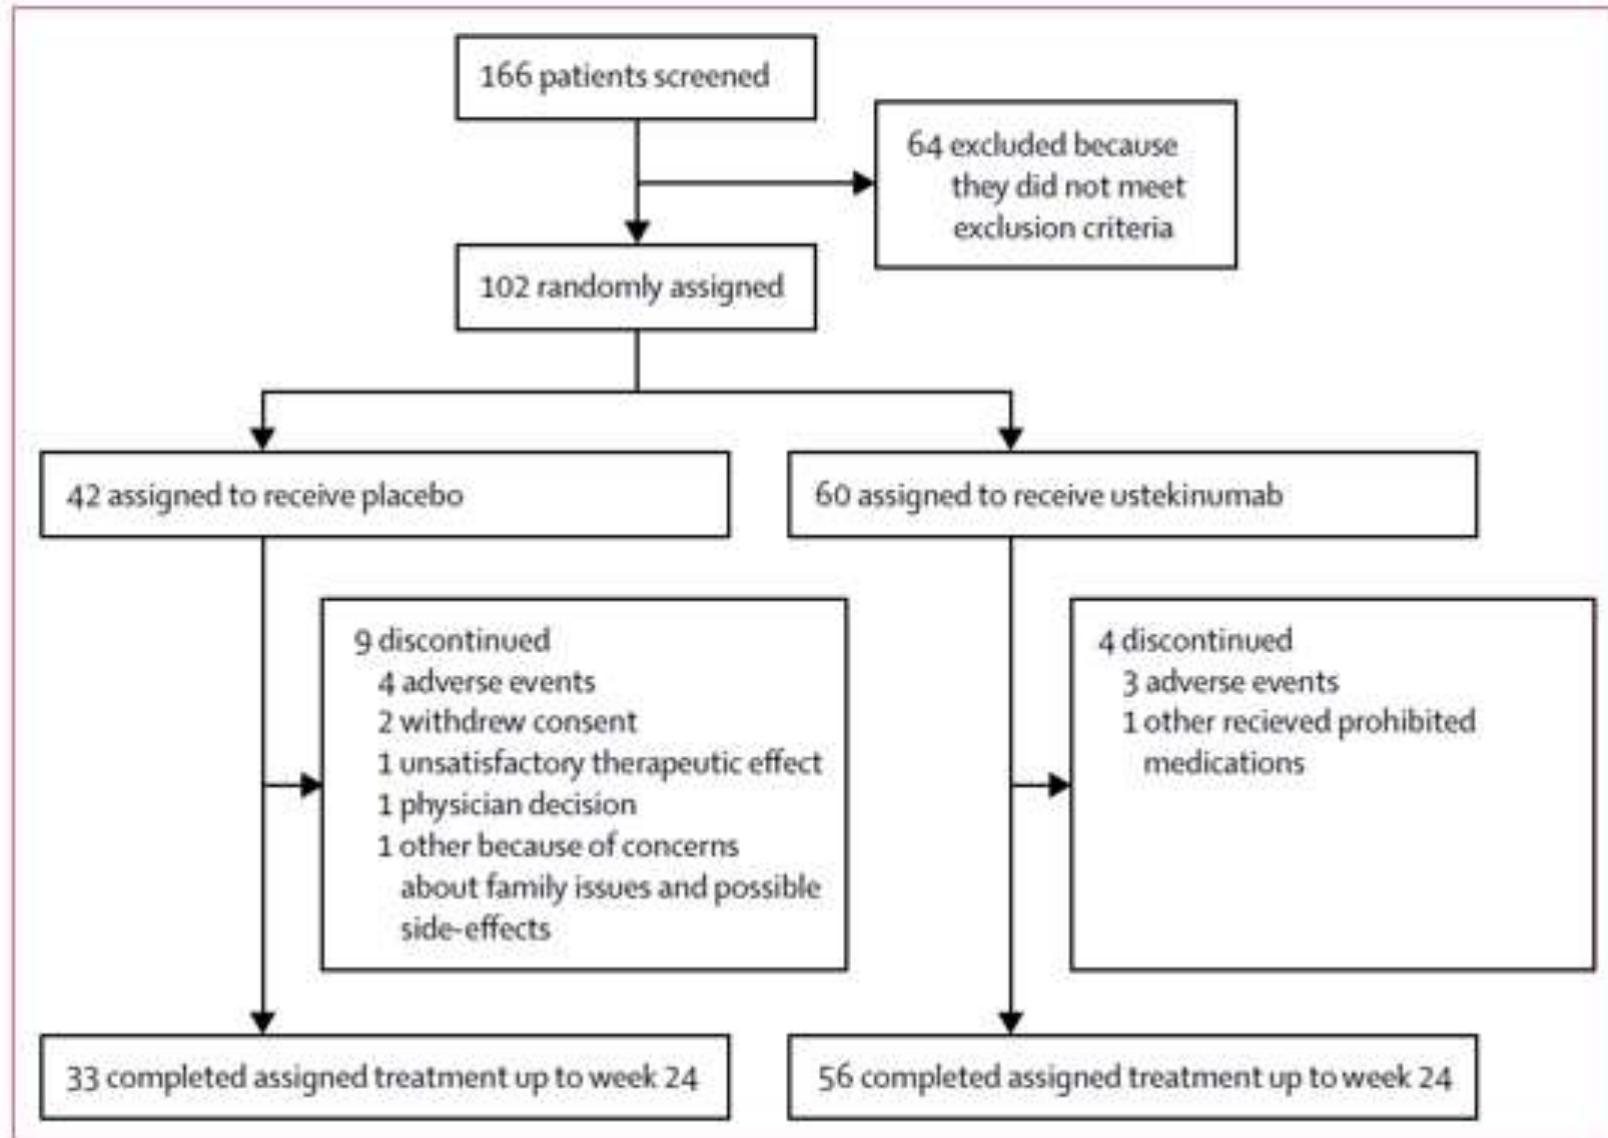 166 patients screened
64 excluded because
they did not meet
exclusion criteria
102 randomly assigned
42 assigned to receive placebo
60 assigned to receive ustekinumab
9 discontinued
4 adverse events
2 withdrew consent
1 unsatisfactory therapeutic effect
1 physician decision
1 other because of concerns
about family issues and possible
side-effects
4 discontinued
3 adverse events
1 other recieved prohibited
medications
33 completed assigned treatment up to week 24
56 completed assigned treatment up to week 24